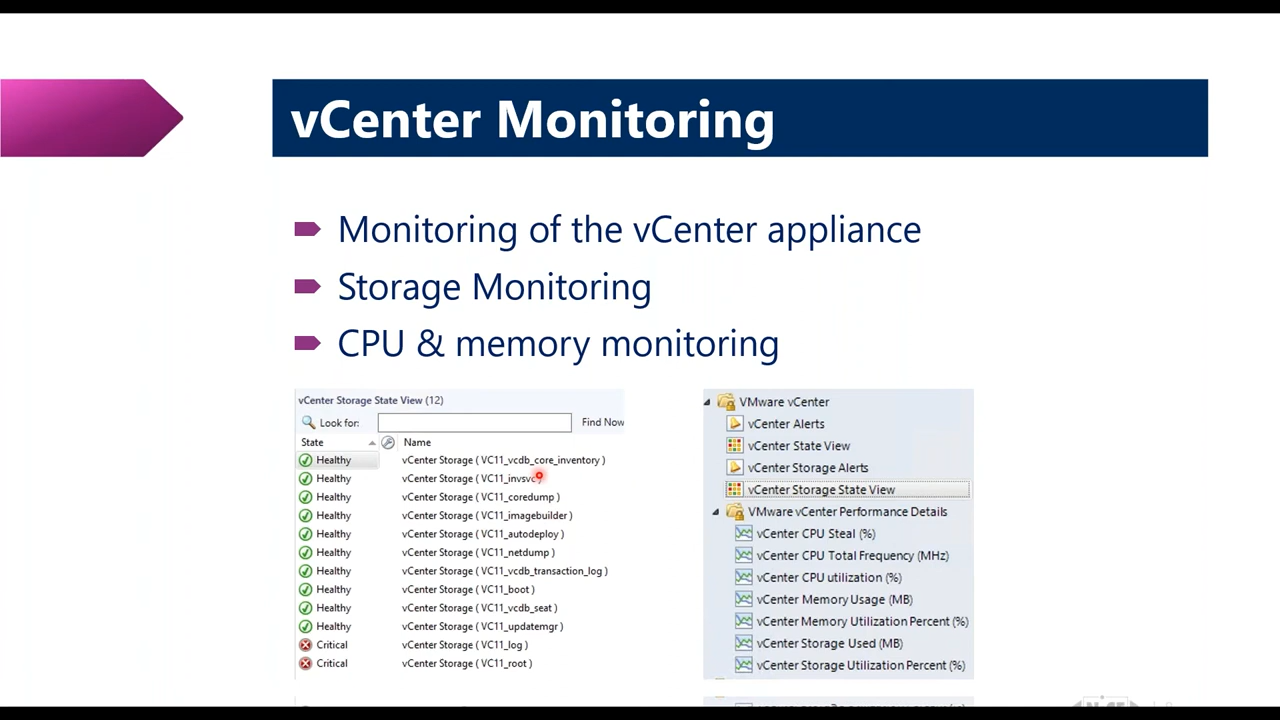 vCenter Monitoring
Monitoring of the vCenter appliance
Storage Monitoring
CPU & memory monitoring
vCenter Storage State View (12)
Look for:
Find Now
State
Name
Healthy
vCenter Storage ( VC11_vcdb_core_inventory )
Healthy
vCenter Storage ( VC11_invsvc )
Healthy
vCenter Storage ( VC11_coredump )
Healthy
vCenter Storage ( VC11_imagebuilder )
Healthy
vCenter Storage ( VC11_autodeploy )
Healthy
vCenter Storage ( VC11_netdump )
Healthy
vCenter Storage ( VC11_vcdb_transaction_log )
Healthy
vCenter Storage ( VC11_boot )
Healthy
vCenter Storage ( VC11_vcdb_seat )
Healthy
vCenter Storage ( VC11_updatemgr )
Critical
vCenter Storage ( VC11_log )
Critical
vCenter Storage ( VC11_root )
VMware vCenter
vCenter Alerts
vCenter State View
vCenter Storage Alerts
vCenter Storage State View
VMware vCenter Performance Details
vCenter CPU Steal (%)
vCenter CPU Total Frequency (MHz)
vCenter CPU utilization (%)
vCenter Memory Usage (MB)
vCenter Memory Utilization Percent (%)
vCenter Storage Used (MB)
vCenter Storage Utilization Percent (%)